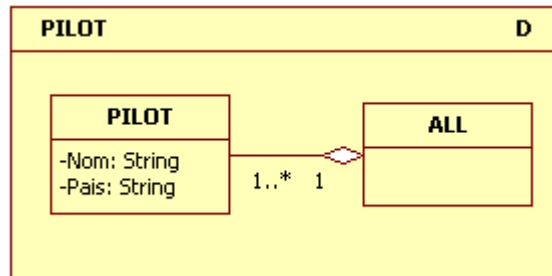 PILOT D
PILOT
-Nom: String
-Pais: String
ALL
1..* 1